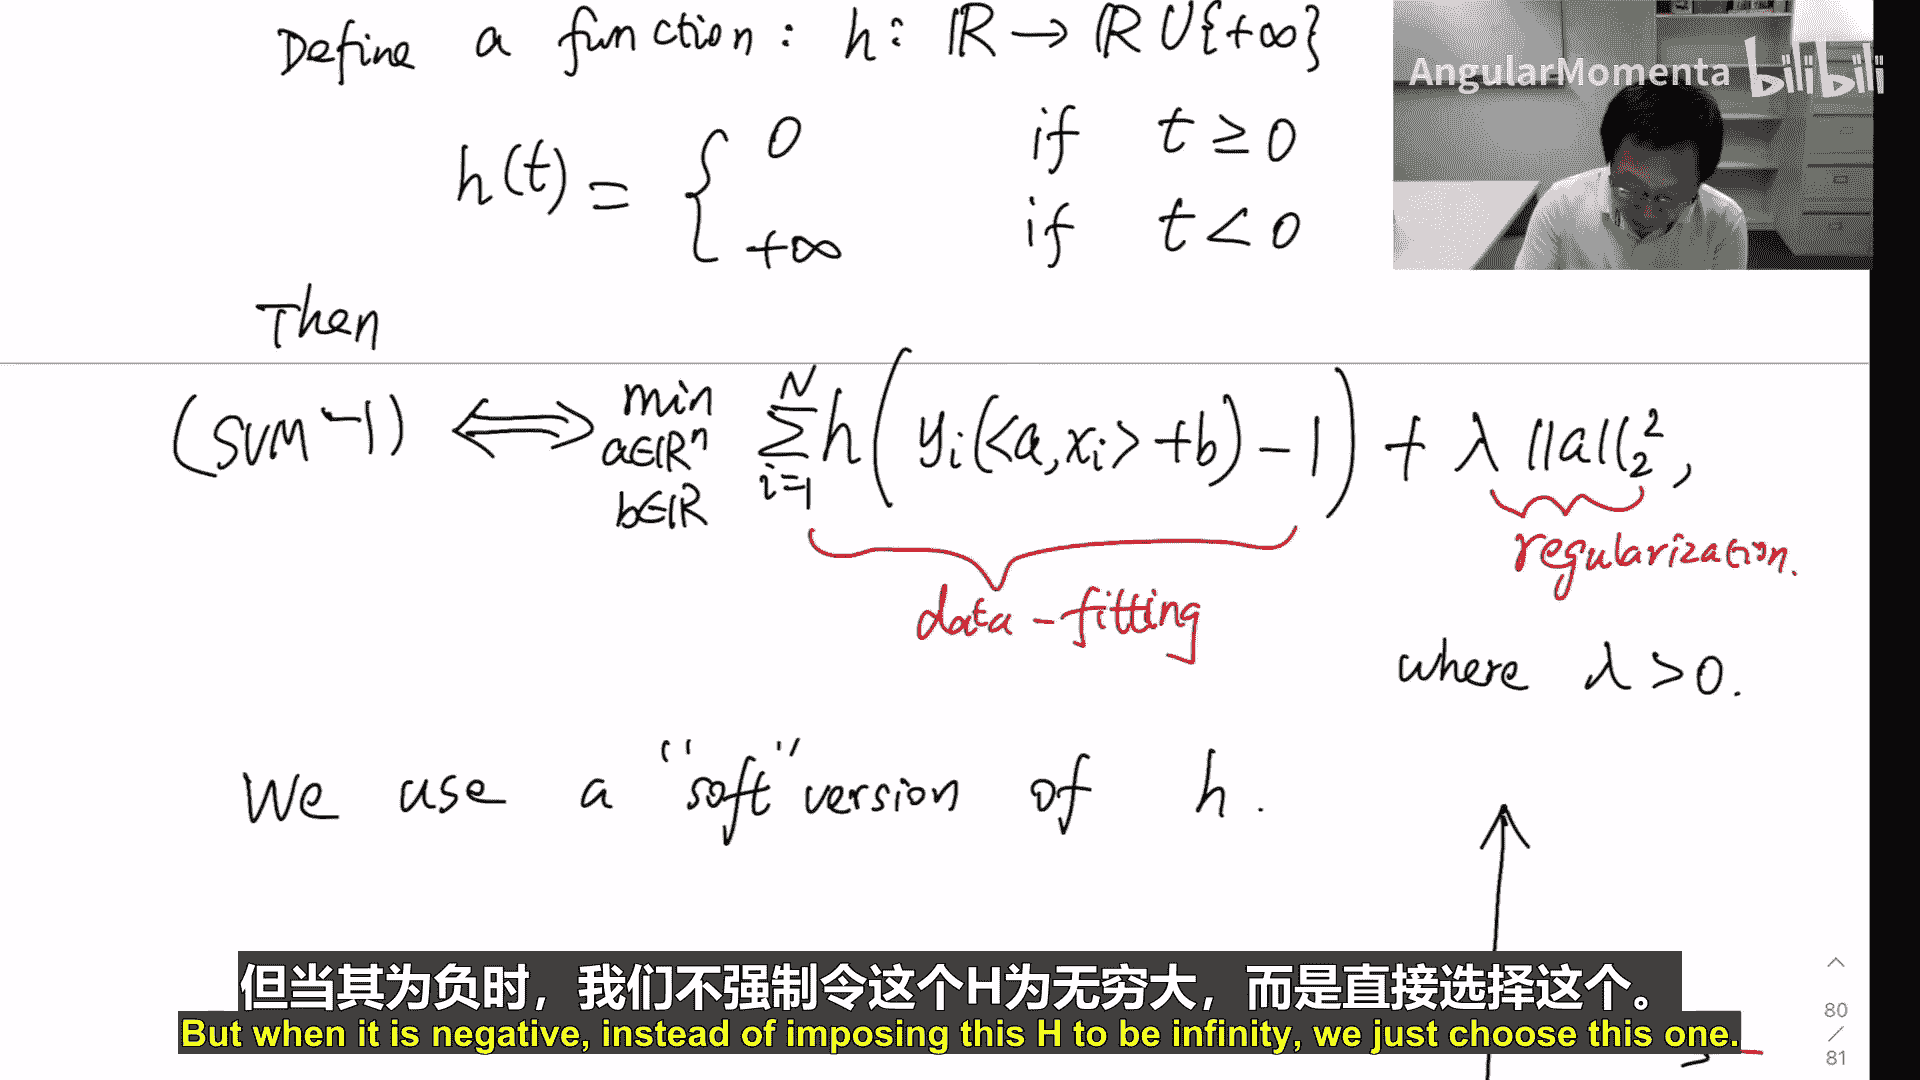 Define a function: h: ℝ → ℝ ∪ {+∞}
AngularMomenta bilibili
h(t) = { 0 if t ≥ 0
+∞ if t < 0
Then
(SVM-1) ⟺ min a∈ℝⁿ b∈ℝ ∑_{i=1}^{N} h( yᵢ(<a,xᵢ>+b) - 1 ) + λ ||a||₂²,
data-fitting
regularization.
where λ > 0.
We use a "soft" version of h.
但当其为负时，我们不强制令这个H为无穷大，而是直接选择这个。
But when it is negative, instead of imposing this H to be infinity, we just choose this one.
80
/
81